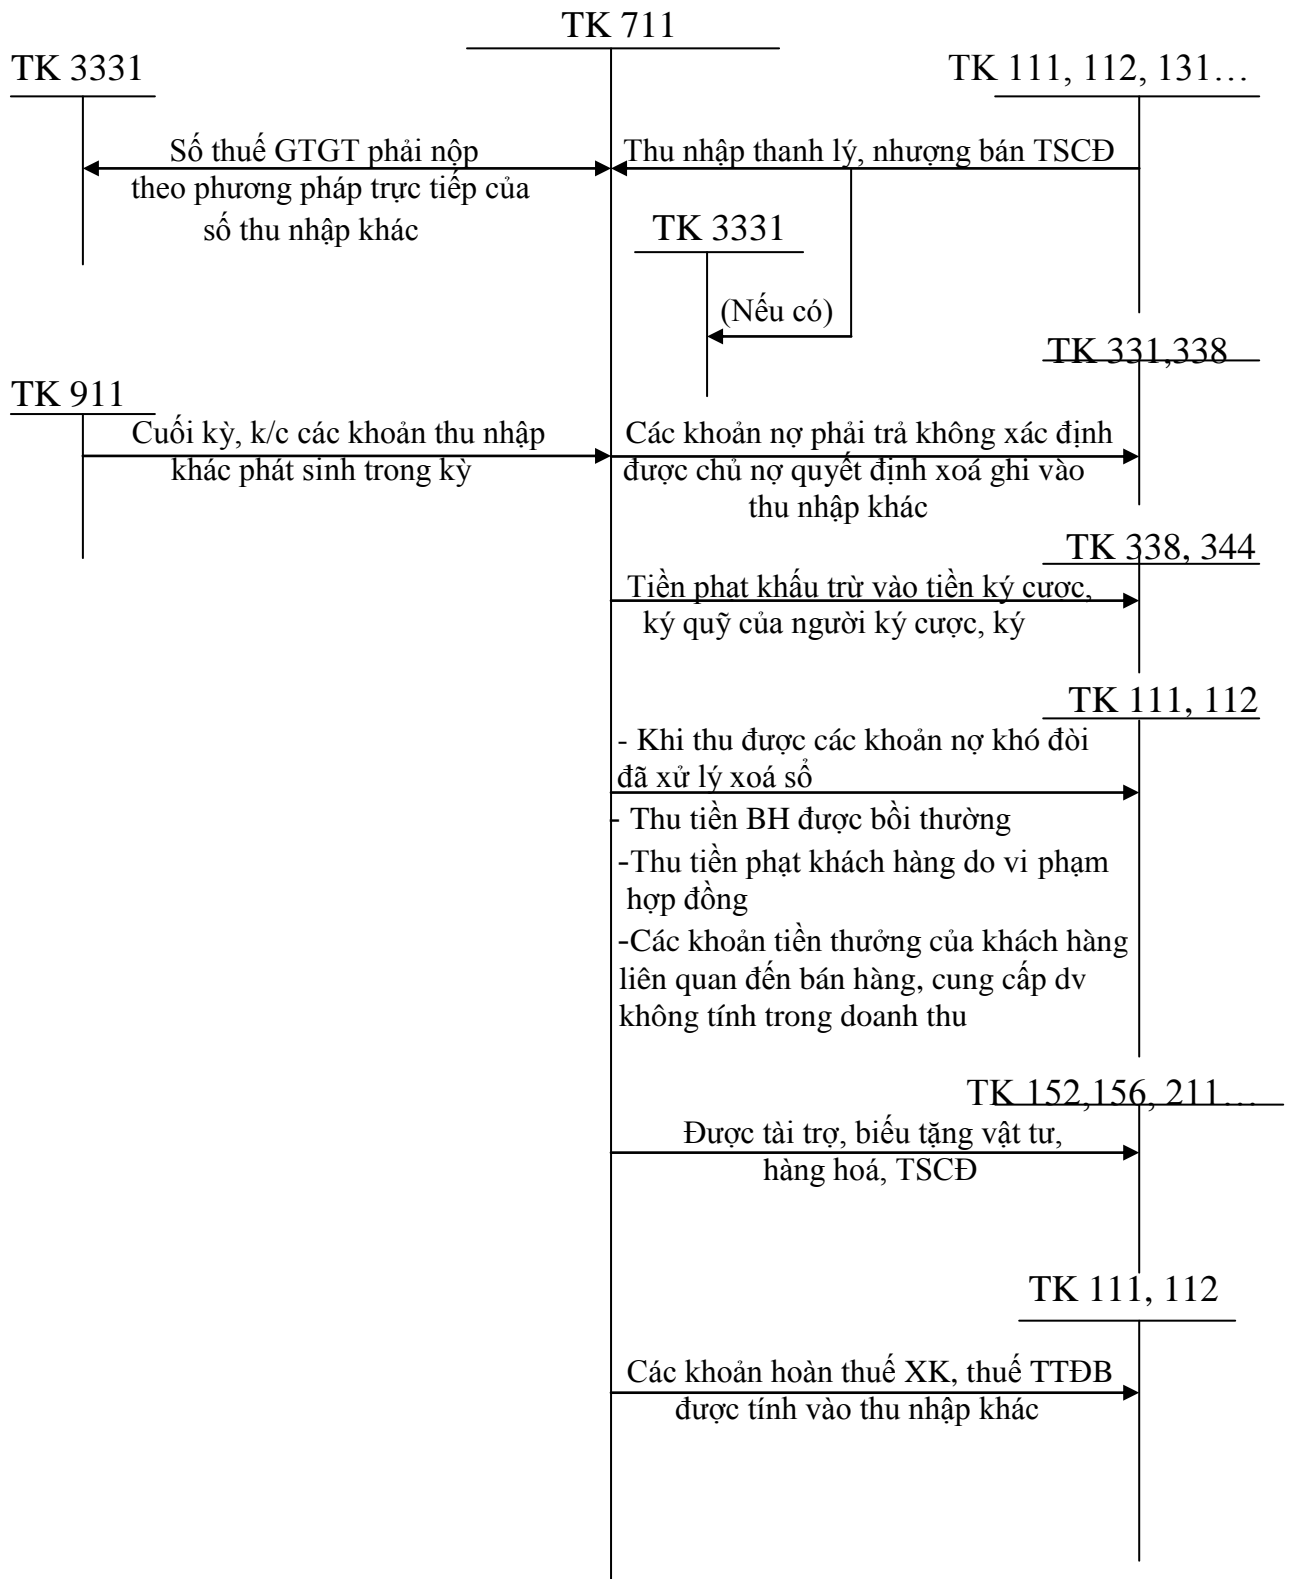 TK 711
TK 3331
TK 111, 112, 131…
Số thuế GTGT phải nộp
theo phương pháp trực tiếp của
số thu nhập khác
Thu nhập thanh lý, nhượng bán TSCĐ
TK 3331
(Nếu có)
TK 331,338
TK 911
Cuối kỳ, k/c các khoản thu nhập
khác phát sinh trong kỳ
Các khoản nợ phải trả không xác định
được chủ nợ quyết định xoá ghi vào
thu nhập khác
TK 338, 344
Tiền phạt khấu trừ vào tiền ký cược,
ký quỹ của người ký cược, ký
TK 111, 112
- Khi thu được các khoản nợ khó đòi
đã xử lý xoá sổ
- Thu tiền BH được bồi thường
-Thu tiền phạt khách hàng do vi phạm
hợp đồng
-Các khoản tiền thưởng của khách hàng
liên quan đến bán hàng, cung cấp dv
không tính trong doanh thu
TK 152,156, 211…
Được tài trợ, biếu tặng vật tư,
hàng hoá, TSCĐ
TK 111, 112
Các khoản hoàn thuế XK, thuế TTĐB
được tính vào thu nhập khác